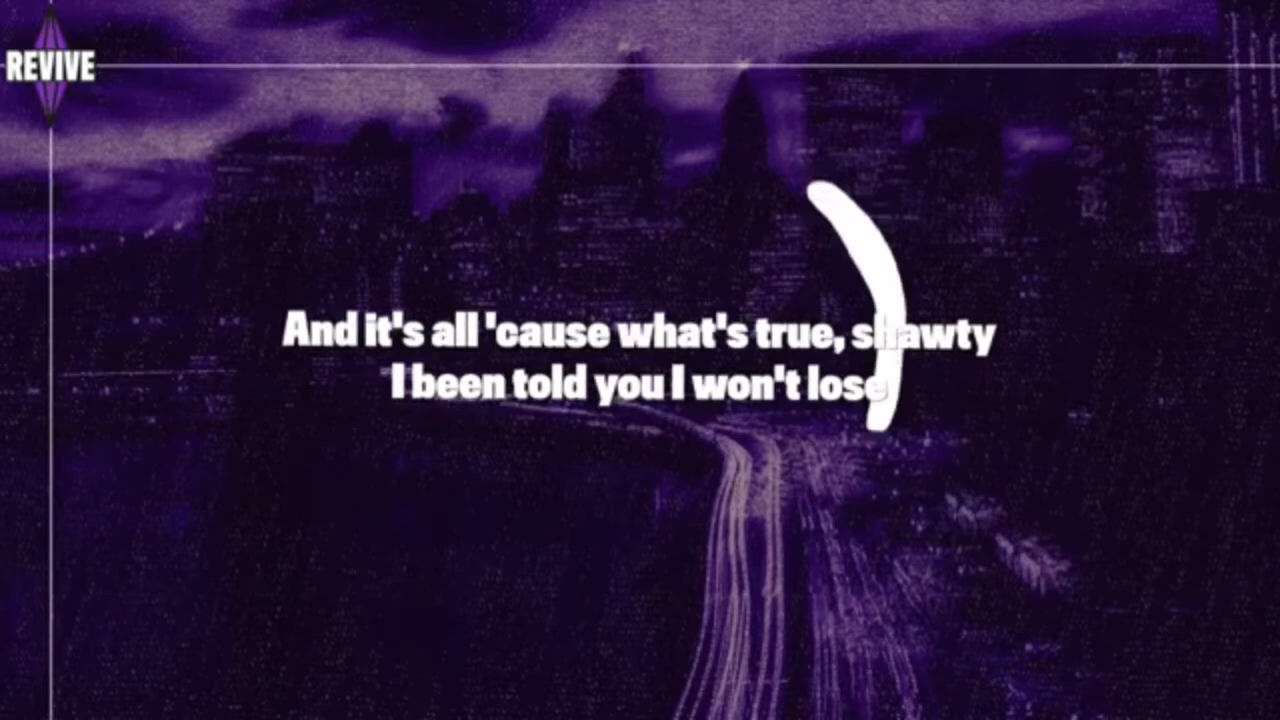 REVIVE
And it's all 'cause what's true, shawty
I been told you I won't lose